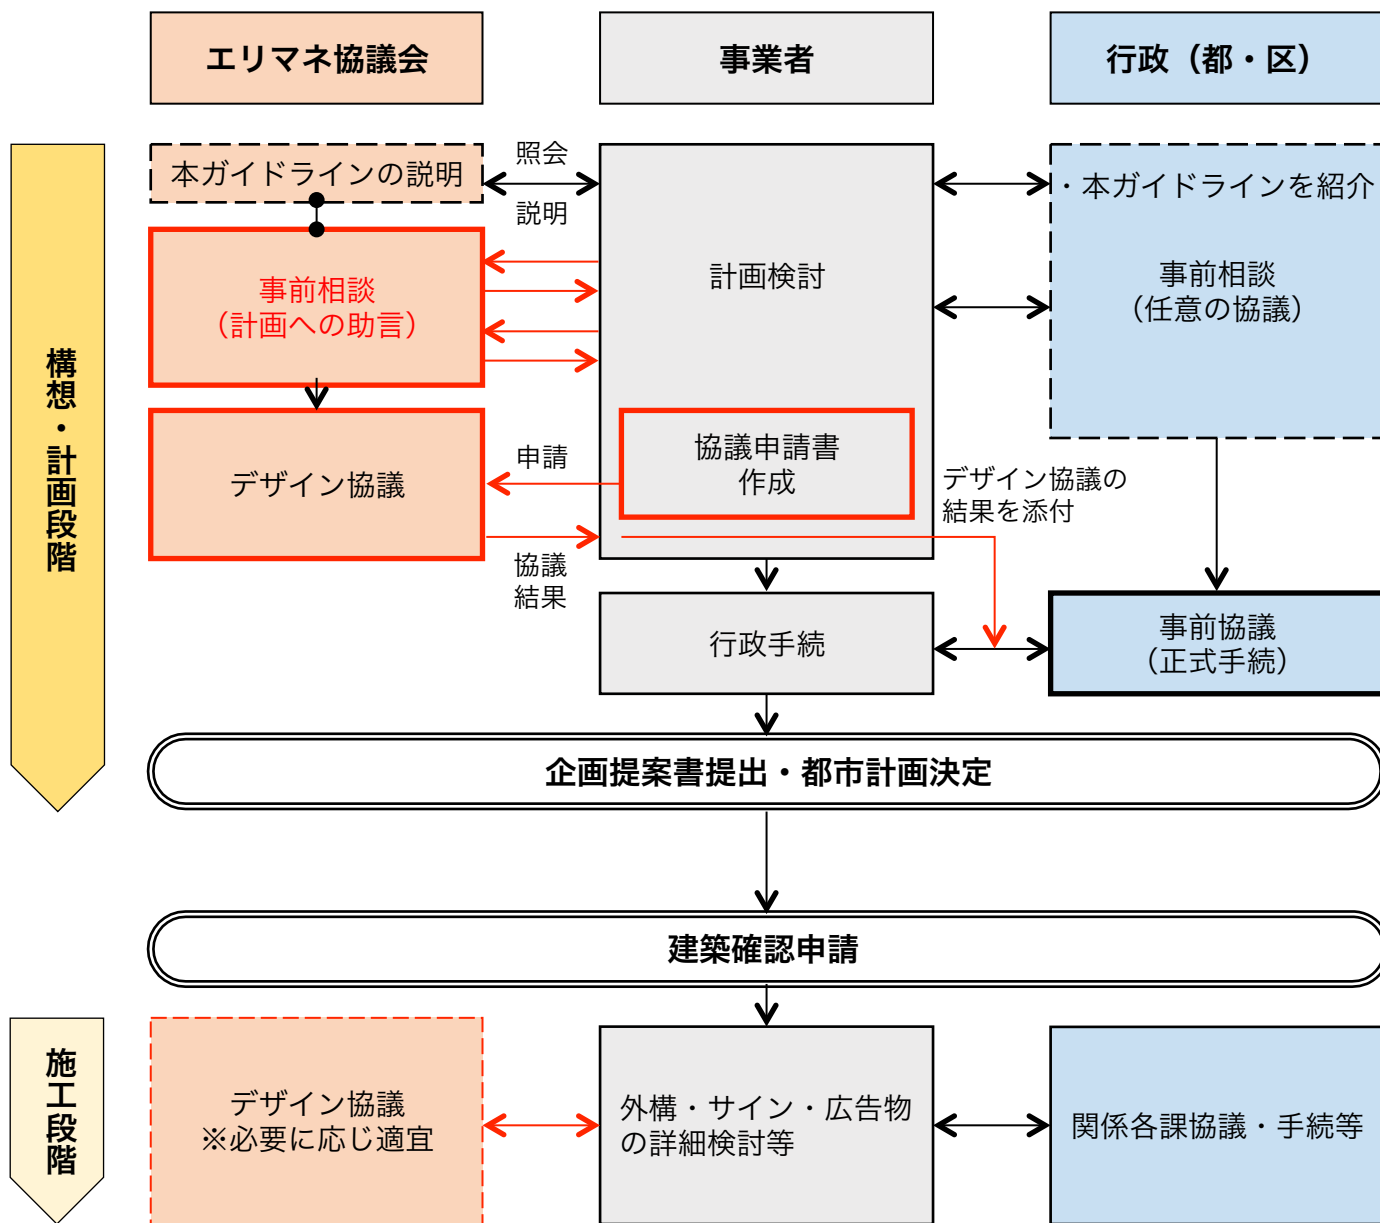 エリマネ協議会
事業者
行政（都・区）
構想・計画段階
本ガイドラインの説明
照会
説明
・本ガイドラインを紹介
事前相談
（計画への助言）
計画検討
事前相談
（任意の協議）
デザイン協議
申請
協議申請書
作成
デザイン協議の
結果を添付
協議
結果
行政手続
事前協議
（正式手続）
企画提案書提出・都市計画決定
建築確認申請
施工段階
デザイン協議
※必要に応じ適宜
外構・サイン・広告物
の詳細検討等
関係各課協議・手続等